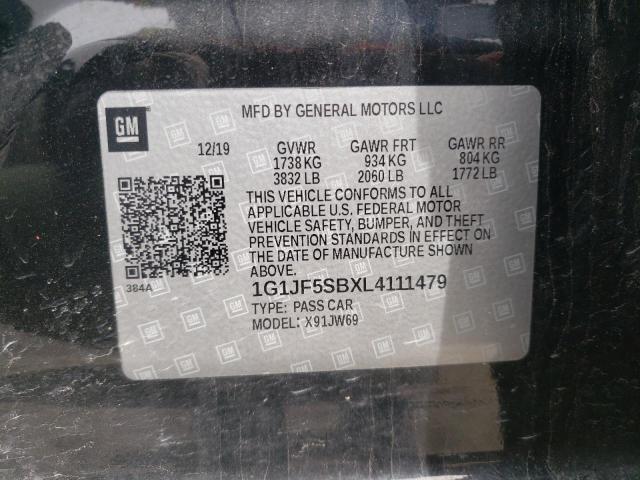 GM
MFD BY GENERAL MOTORS LLC
12/19 GVWR GAWR FRT GAWR RR
1738 KG 934 KG 804 KG
3832 LB 2060 LB 1772 LB
THIS VEHICLE CONFORMS TO ALL
APPLICABLE U.S. FEDERAL MOTOR
VEHICLE SAFETY, BUMPER, AND THEFT
PREVENTION STANDARDS IN EFFECT ON
THE DATE OF MANUFACTURE SHOWN
ABOVE.
384A
1G1JF5SBXL4111479
TYPE: PASS CAR
MODEL: X91JW69